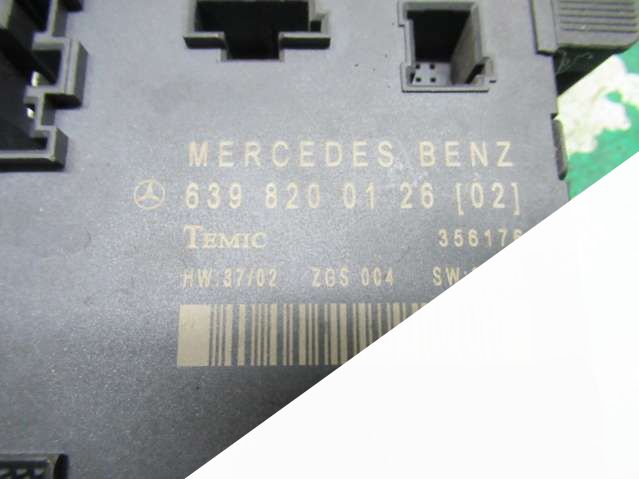 MERCEDES BENZ
639 820 01 26 [02]
TEMIC
HW:37/02 ZGS 004